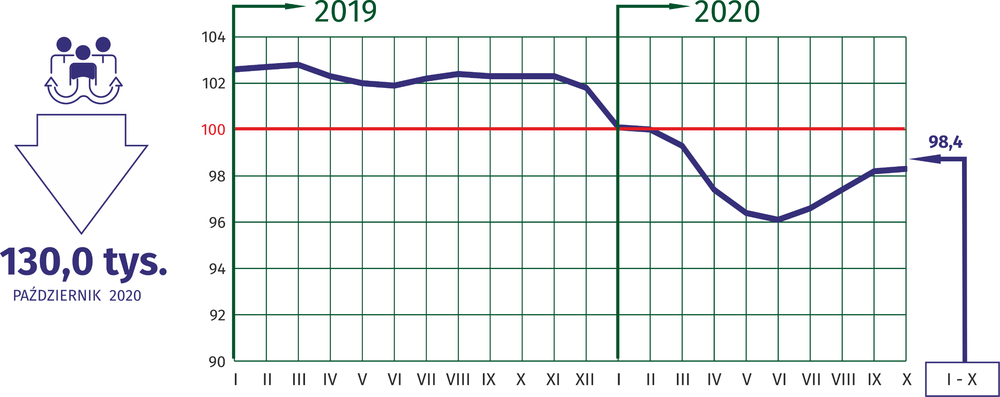 2019
2020
104
102
100
98
96
94
92
90
98,4
130,0 tys.
PAŹDZIERNIK 2020
I II III IV V VI VII VIII IX X XI XII I II III IV V VI VII VIII IX X
I - X